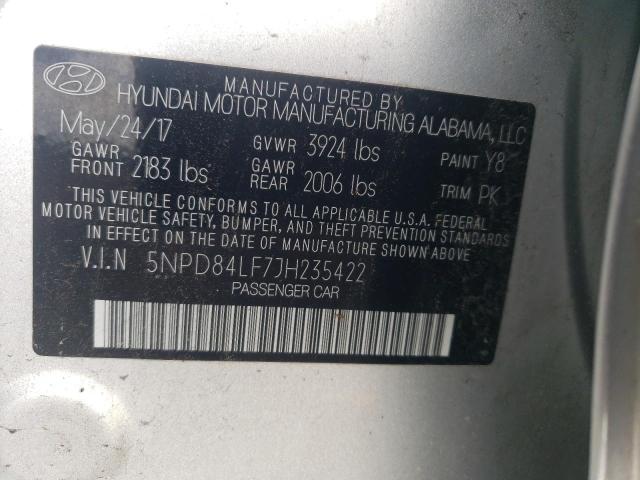 MANUFACTURED BY
HYUNDAI MOTOR MANUFACTURING ALABAMA, LLC
May/24/17 GVWR 3924 lbs PAINT Y8
GAWR FRONT 2183 lbs GAWR REAR 2006 lbs TRIM PK
THIS VEHICLE CONFORMS TO ALL APPLICABLE U.S.A. FEDERAL
MOTOR VEHICLE SAFETY, BUMPER, AND THEFT PREVENTION
STANDARDS IN EFFECT ON THE DATE OF MANUFACTURE SHOWN ABOVE
V.I.N 5NPD84LF7JH235422
PASSENGER CAR